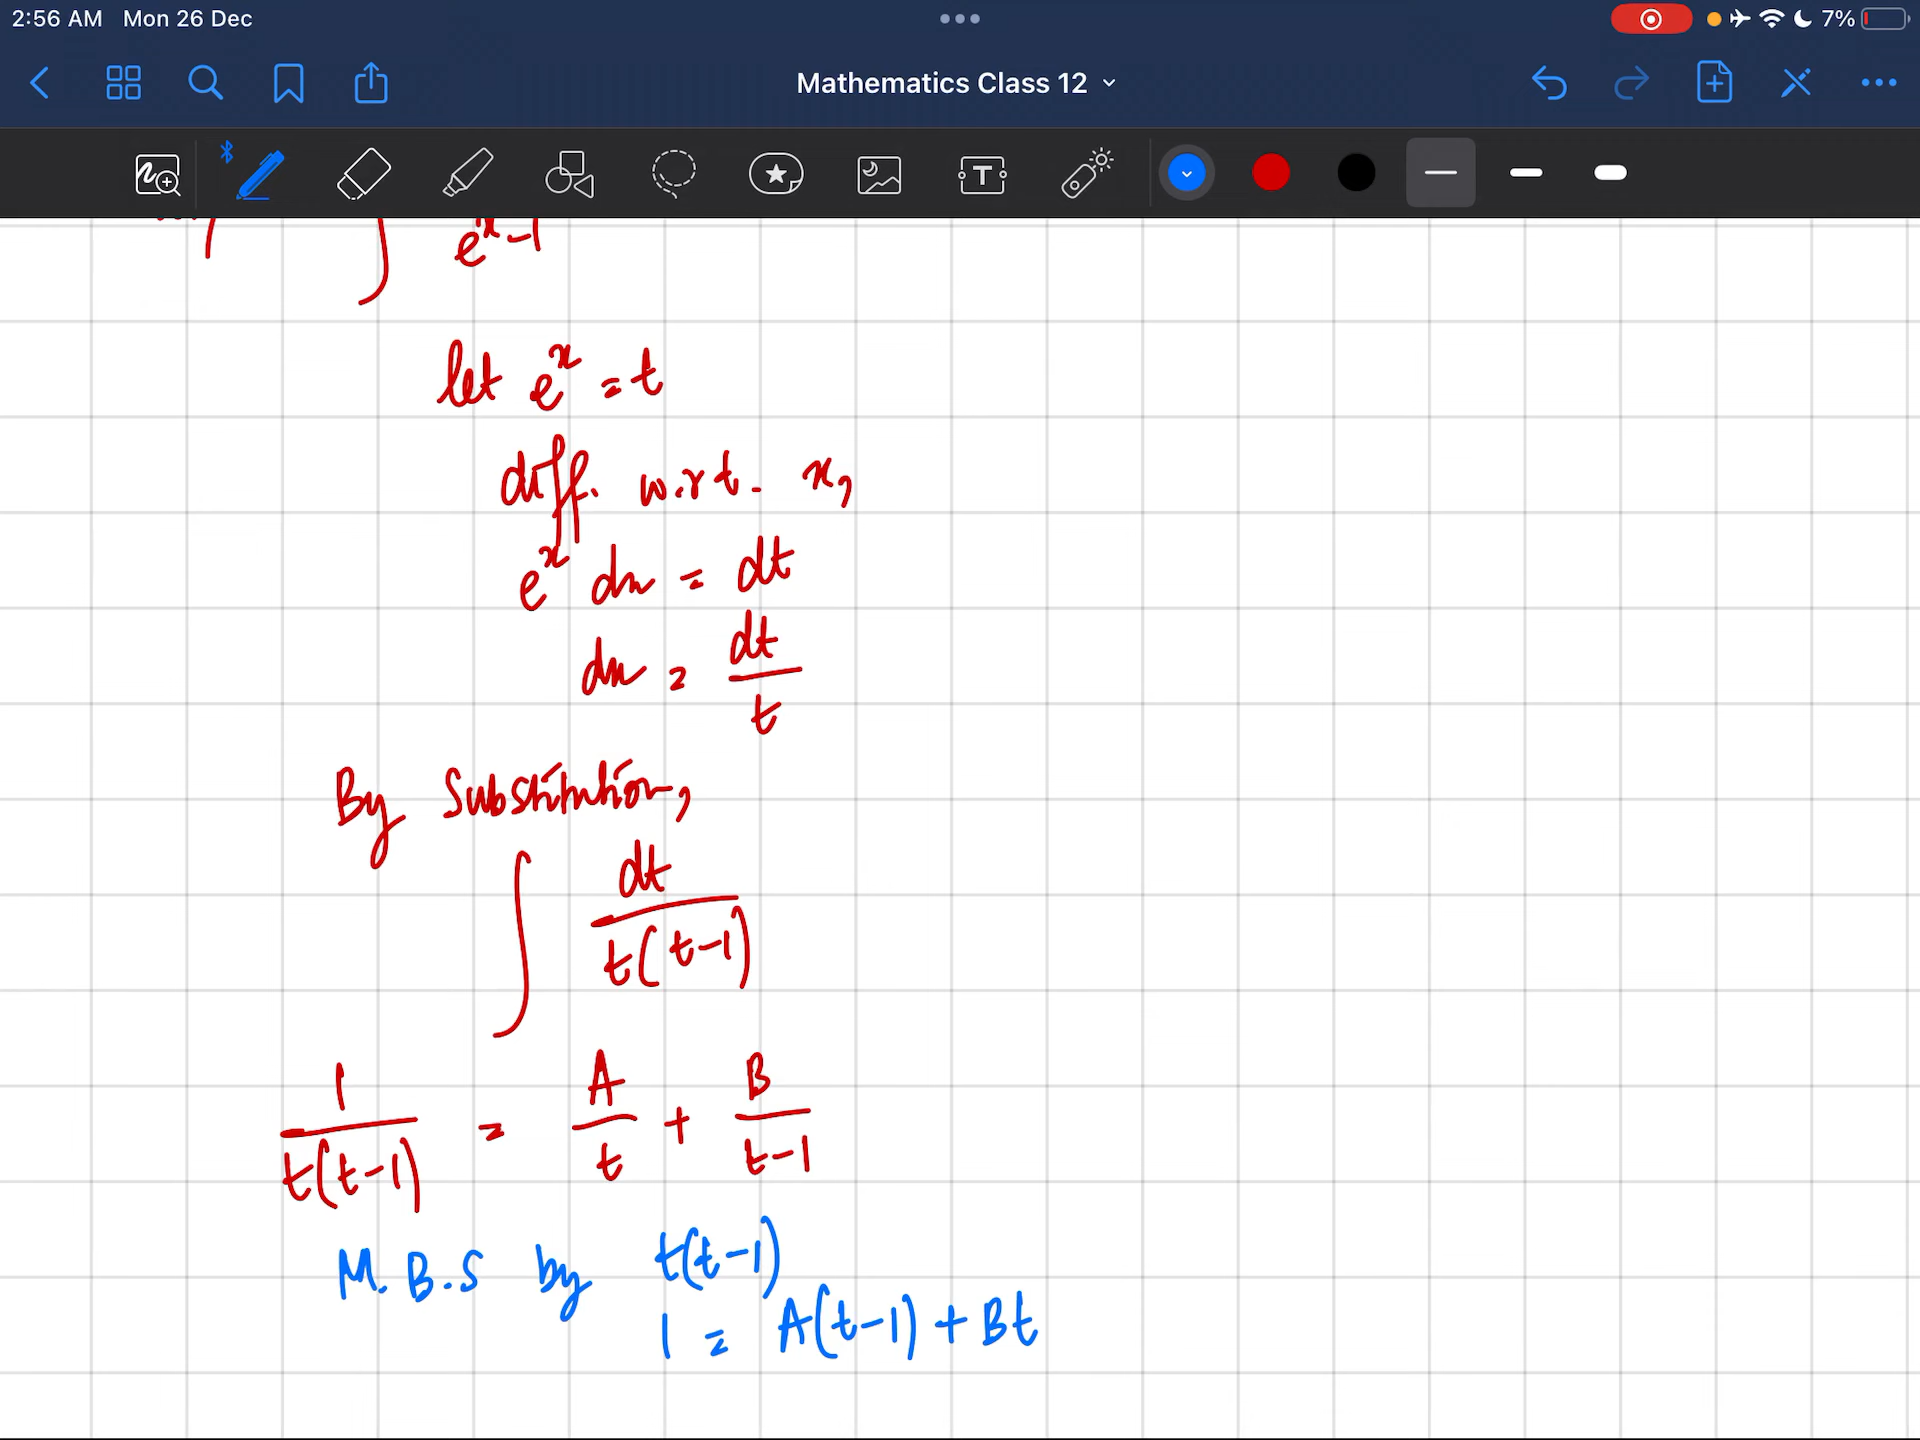 2:56 AM Mon 26 Dec
7%
Mathematics Class 12
e^x-1
let e^x = t
diff. w.r.t. x,
e^x dx = dt
dx = dt/t
By Substitution,
∫ dt/t(t-1)
1/t(t-1) = A/t + B/t-1
M.B.S by t(t-1)
1 = A(t-1) + Bt